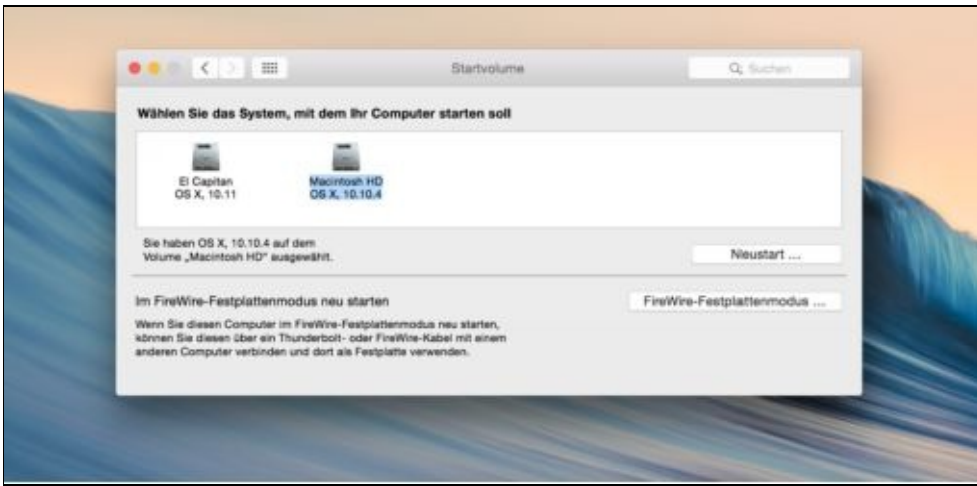 Startvolume
Suchen
Wählen Sie das System, mit dem Ihr Computer starten soll
El Capitan
OS X, 10.11
Macintosh HD
OS X, 10.10.4
Sie haben OS X, 10.10.4 auf dem
Volume „Macintosh HD“ ausgewählt.
Neustart ...
Im FireWire-Festplattenmodus neu starten
FireWire-Festplattenmodus ...
Wenn Sie diesen Computer im FireWire-Festplattenmodus neu starten,
können Sie diesen über ein Thunderbolt- oder FireWire-Kabel mit einem
anderen Computer verbinden und dort als Festplatte verwenden.